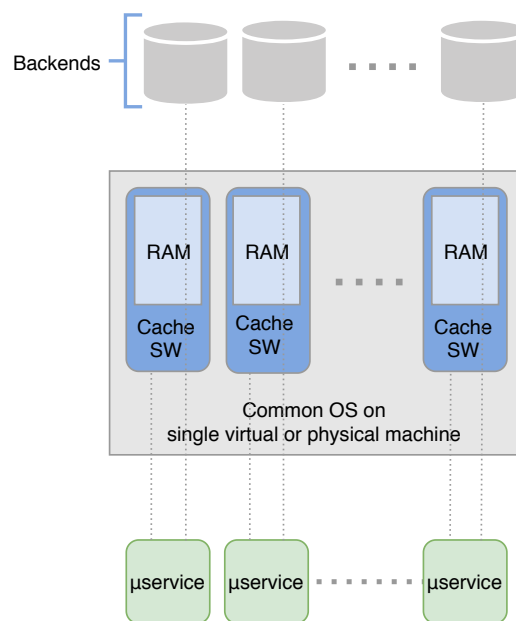 Backends
RAM
RAM
RAM
Cache
SW
Cache
SW
Cache
SW
Common OS on
single virtual or physical machine
µservice
µservice
µservice